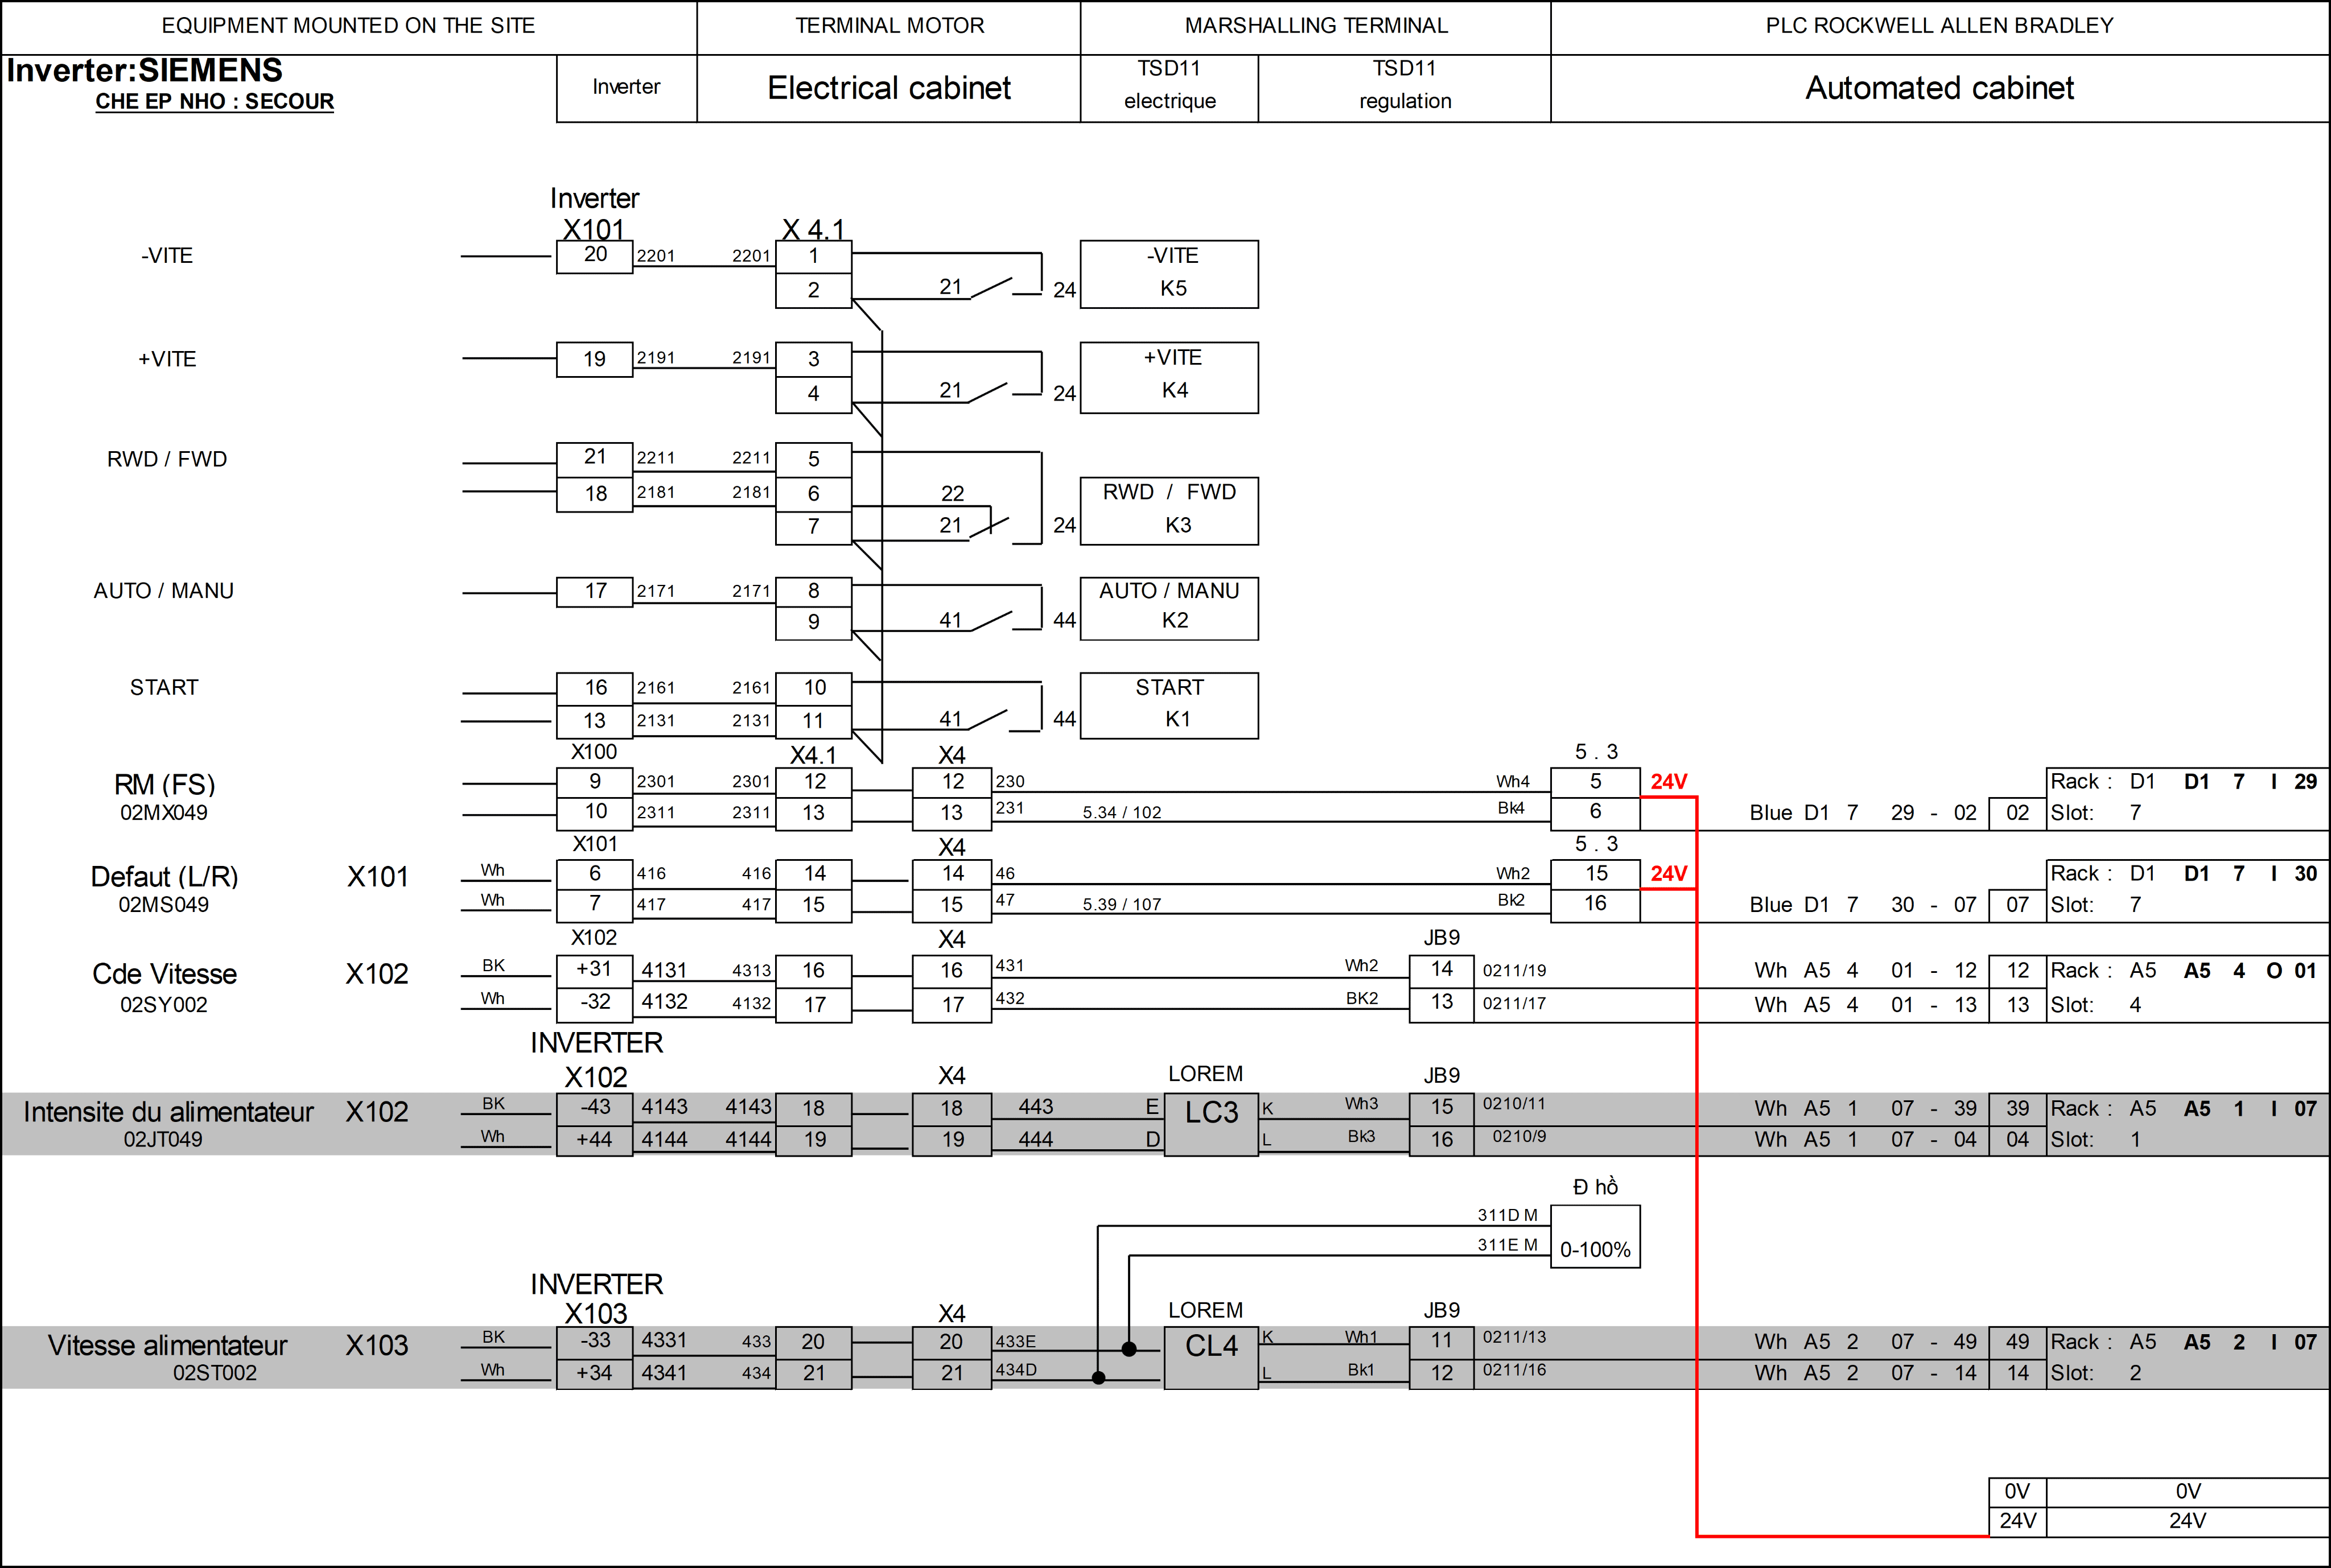 EQUIPMENT MOUNTED ON THE SITE TERMINAL MOTOR MARSHALLING TERMINAL PLC ROCKWELL ALLEN BRADLEY
Inverter:SIEMENS
CHE EP NHO : SECOUR
Inverter Electrical cabinet TSD11 TSD11 Automated cabinet
electrique regulation
Inverter
X101 X 4.1
-VITE 20 2201 2201 1 -VITE
2 21 24 K5
+VITE 19 2191 2191 3 +VITE
4 21 24 K4
RWD / FWD 21 2211 2211 5
18 2181 2181 6 22 RWD / FWD
7 21 24 K3
AUTO / MANU 17 2171 2171 8 AUTO / MANU
9 41 44 K2
START 16 2161 2161 10 START
13 2131 2131 11 41 44 K1
X100 X4.1 X4 5 . 3
RM (FS) 9 2301 2301 12 12 230 Wh4 5 24V Rack : D1 D1 7 I 29
02MX049 10 2311 2311 13 13 231 5.34 / 102 Bk4 6 Blue D1 7 29 - 02 02 Slot: 7
X101 X4 5 . 3
Defaut (L/R) X101 Wh 6 416 416 14 14 46 Wh2 15 24V Rack : D1 D1 7 I 30
02MS049 Wh 7 417 417 15 15 47 5.39 / 107 Bk2 16 Blue D1 7 30 - 07 07 Slot: 7
X102 X4 JB9
Cde Vitesse X102 BK +31 4131 4313 16 16 431 Wh2 14 0211/19 Wh A5 4 01 - 12 12 Rack : A5 A5 4 O 01
02SY002 Wh -32 4132 4132 17 17 432 BK2 13 0211/17 Wh A5 4 01 - 13 13 Slot: 4
INVERTER
X102 X4 LOREM JB9
Intensite du alimentateur X102 BK -43 4143 4143 18 18 443 E LC3 K Wh3 15 0210/11 Wh A5 1 07 - 39 39 Rack : A5 A5 1 I 07
02JT049 Wh +44 4144 4144 19 19 444 D L Bk3 16 0210/9 Wh A5 1 07 - 04 04 Slot: 1
Đ hồ
311D M
311E M 0-100%
INVERTER
X103 X4 LOREM JB9
Vitesse alimentateur X103 BK -33 4331 433 20 20 433E CL4 K Wh1 11 0211/13 Wh A5 2 07 - 49 49 Rack : A5 A5 2 I 07
02ST002 Wh +34 4341 434 21 21 434D L Bk1 12 0211/16 Wh A5 2 07 - 14 14 Slot: 2
0V 0V
24V 24V